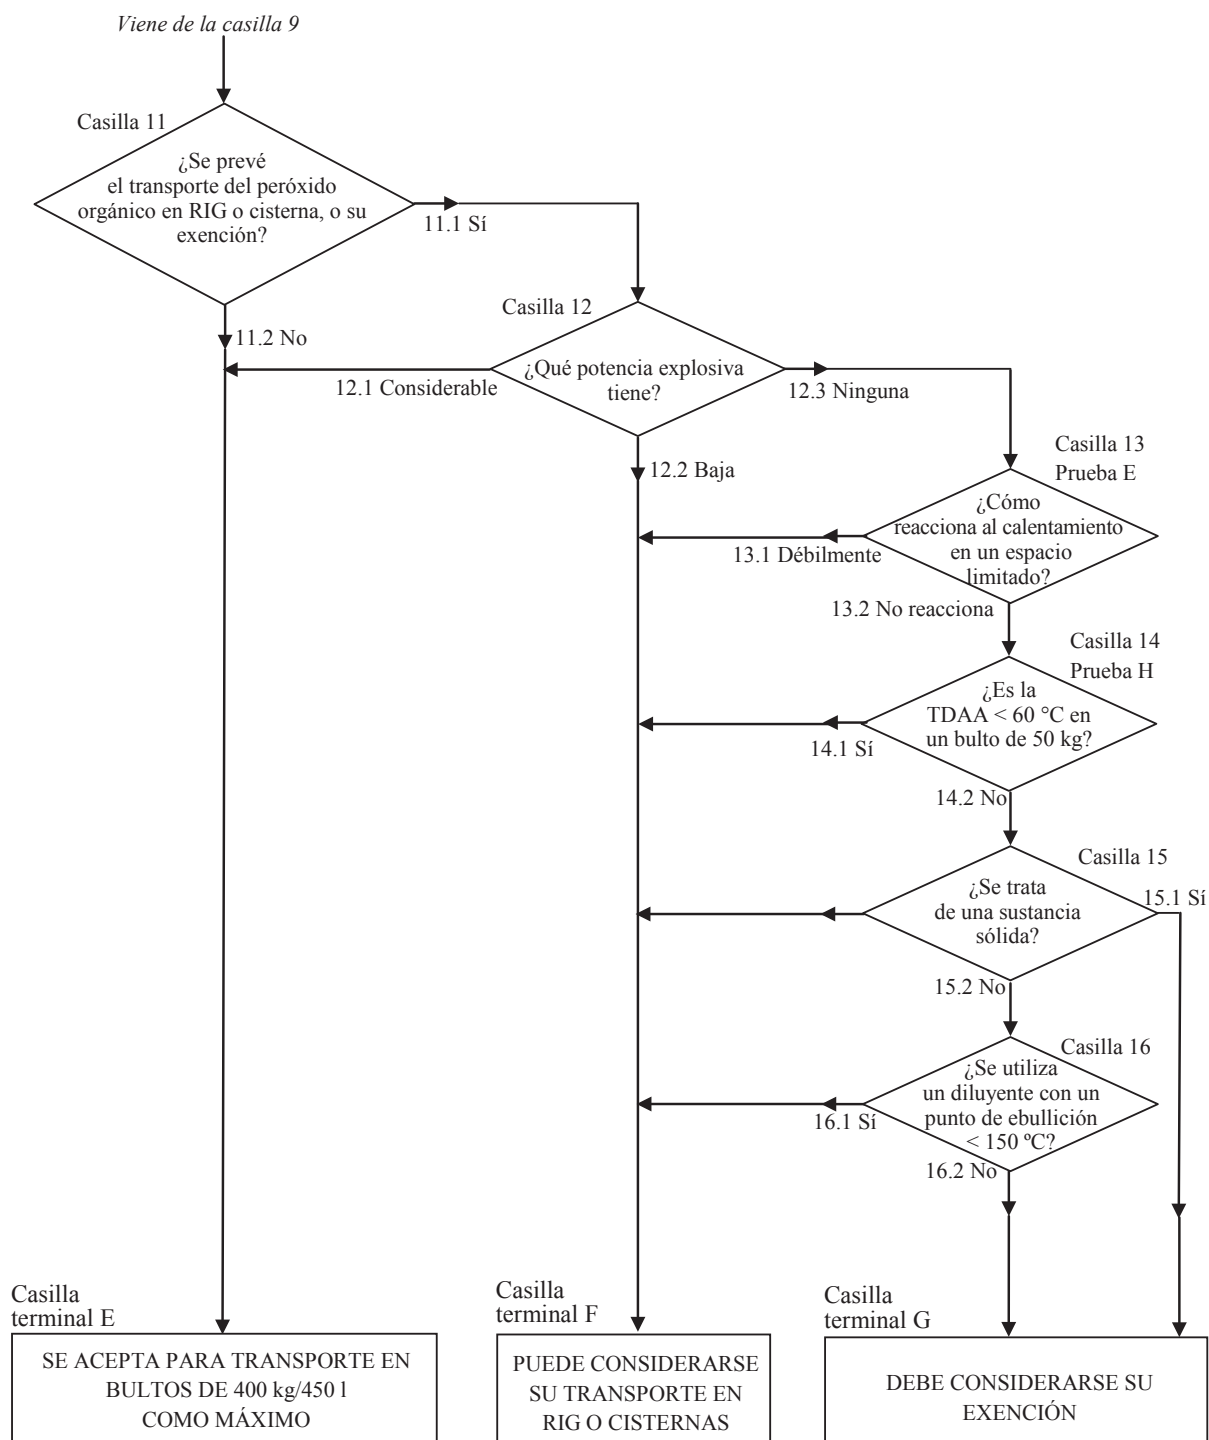 Viene de la casilla 9
Casilla 11
¿Se prevé
el transporte del peróxido
orgánico en RIG o cisterna, o su
exención?
11.1 Sí
11.2 No
Casilla 12
¿Qué potencia explosiva
tiene?
12.1 Considerable
12.3 Ninguna
12.2 Baja
Casilla 13
Prueba E
¿Cómo
reacciona al calentamiento
en un espacio
limitado?
13.1 Débilmente
13.2 No reacciona
Casilla 14
Prueba H
¿Es la
TDAA < 60 °C en
un bulto de 50 kg?
14.1 Sí
14.2 No
Casilla 15
¿Se trata
de una sustancia
sólida?
15.1 Sí
15.2 No
Casilla 16
¿Se utiliza
un diluyente con un
punto de ebullición
< 150 ºC?
16.1 Sí
16.2 No
Casilla
terminal E
SE ACEPTA PARA TRANSPORTE EN
BULTOS DE 400 kg/450 l
COMO MÁXIMO
Casilla
terminal F
PUEDE CONSIDERARSE
SU TRANSPORTE EN
RIG O CISTERNAS
Casilla
terminal G
DEBE CONSIDERARSE SU
EXENCIÓN